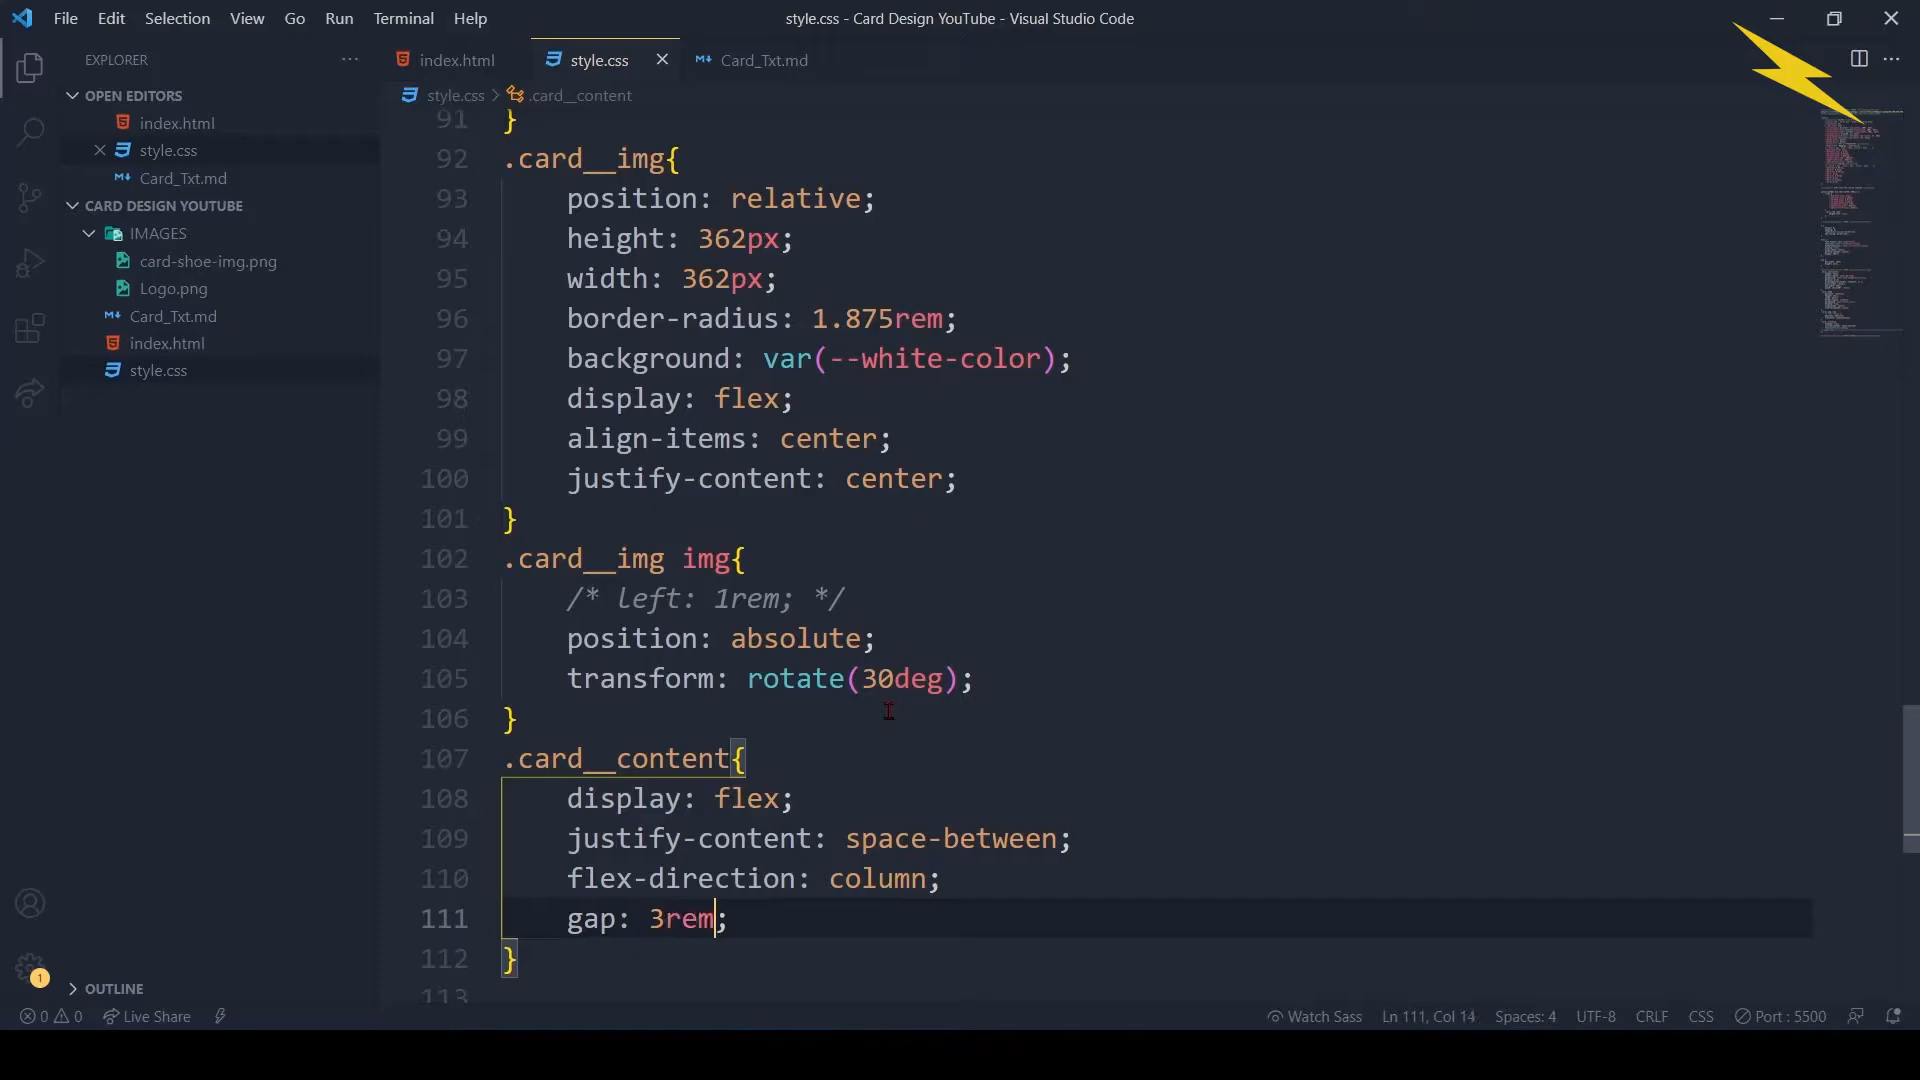 File Edit Selection View Go Run Terminal Help
style.css - Card Design YouTube - Visual Studio Code
EXPLORER
OPEN EDITORS
index.html
style.css
Card_Txt.md
CARD DESIGN YOUTUBE
IMAGES
card-shoe-img.png
Logo.png
Card_Txt.md
index.html
style.css
OUTLINE
index.html style.css Card_Txt.md
style.css > .card__content
91 }
92 .card__img{
93 position: relative;
94 height: 362px;
95 width: 362px;
96 border-radius: 1.875rem;
97 background: var(--white-color);
98 display: flex;
99 align-items: center;
100 justify-content: center;
101 }
102 .card__img img{
103 /* left: 1rem; */
104 position: absolute;
105 transform: rotate(30deg);
106 }
107 .card__content{
108 display: flex;
109 justify-content: space-between;
110 flex-direction: column;
111 gap: 3rem;
112 }
113
1
0 0 Live Share Watch Sass Ln 111, Col 14 Spaces: 4 UTF-8 CRLF CSS Port : 5500